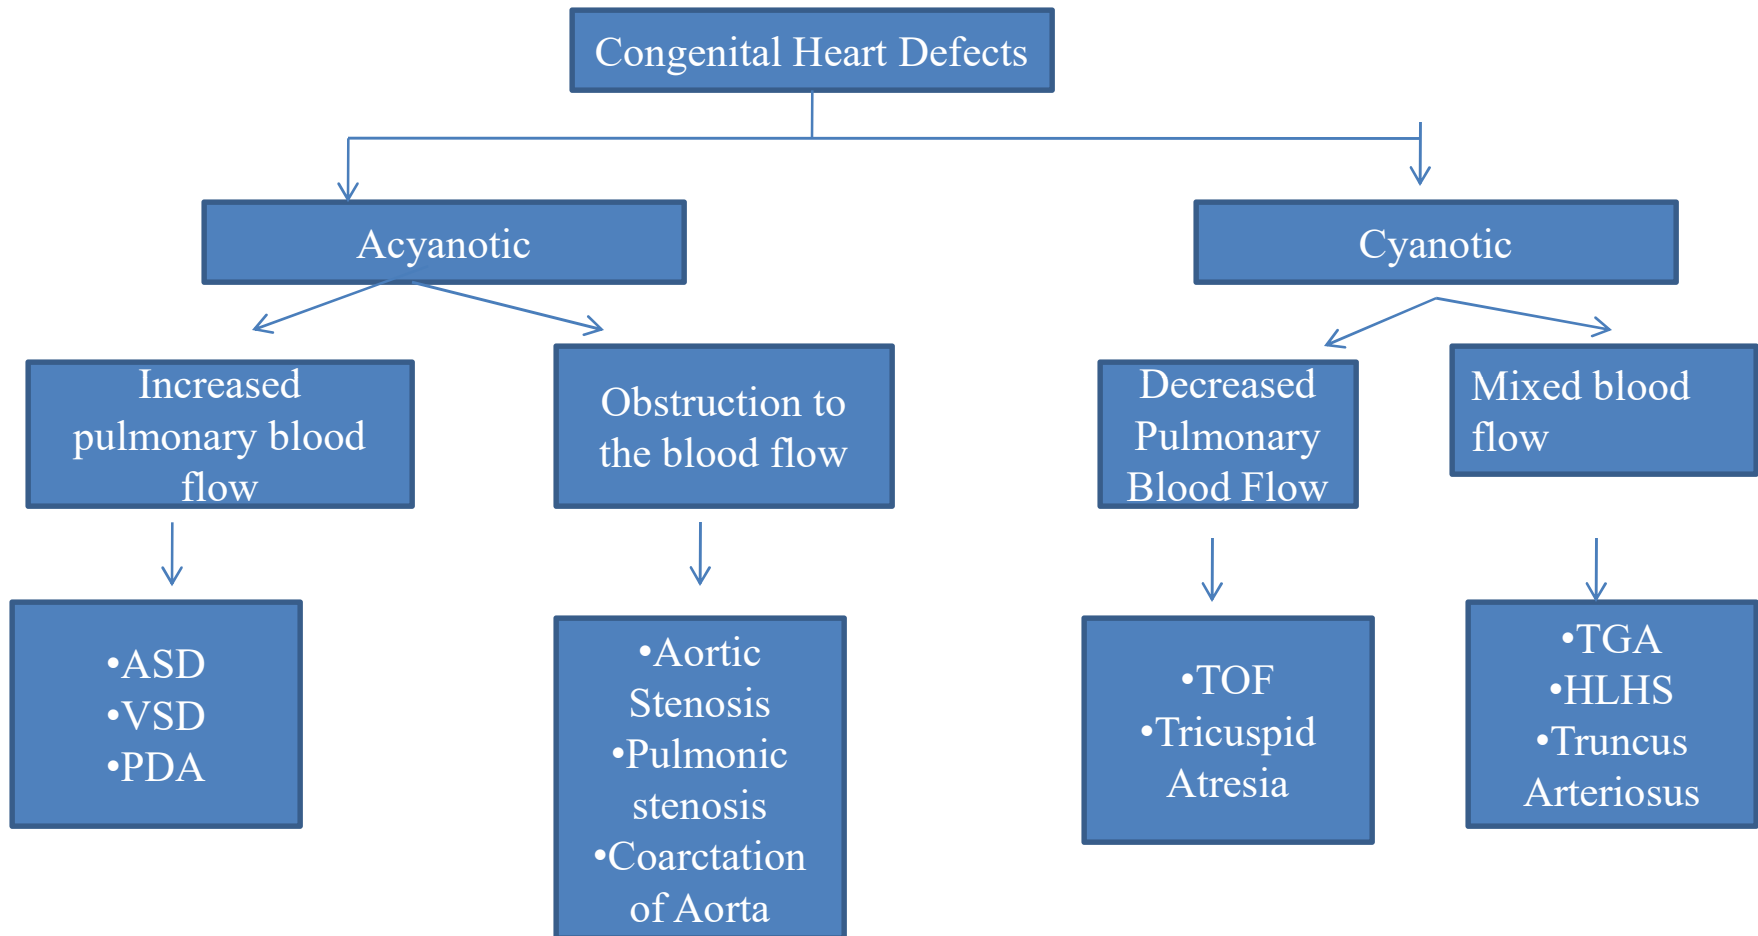 Congenital Heart Defects
Acyanotic
Cyanotic
Increased
pulmonary blood
flow
Obstruction to
the blood flow
Decreased
Pulmonary
Blood Flow
Mixed blood
flow
•ASD
•VSD
•PDA
•Aortic
Stenosis
•Pulmonic
stenosis
•Coarctation
of Aorta
•TOF
•Tricuspid
Atresia
•TGA
•HLHS
•Truncus
Arteriosus